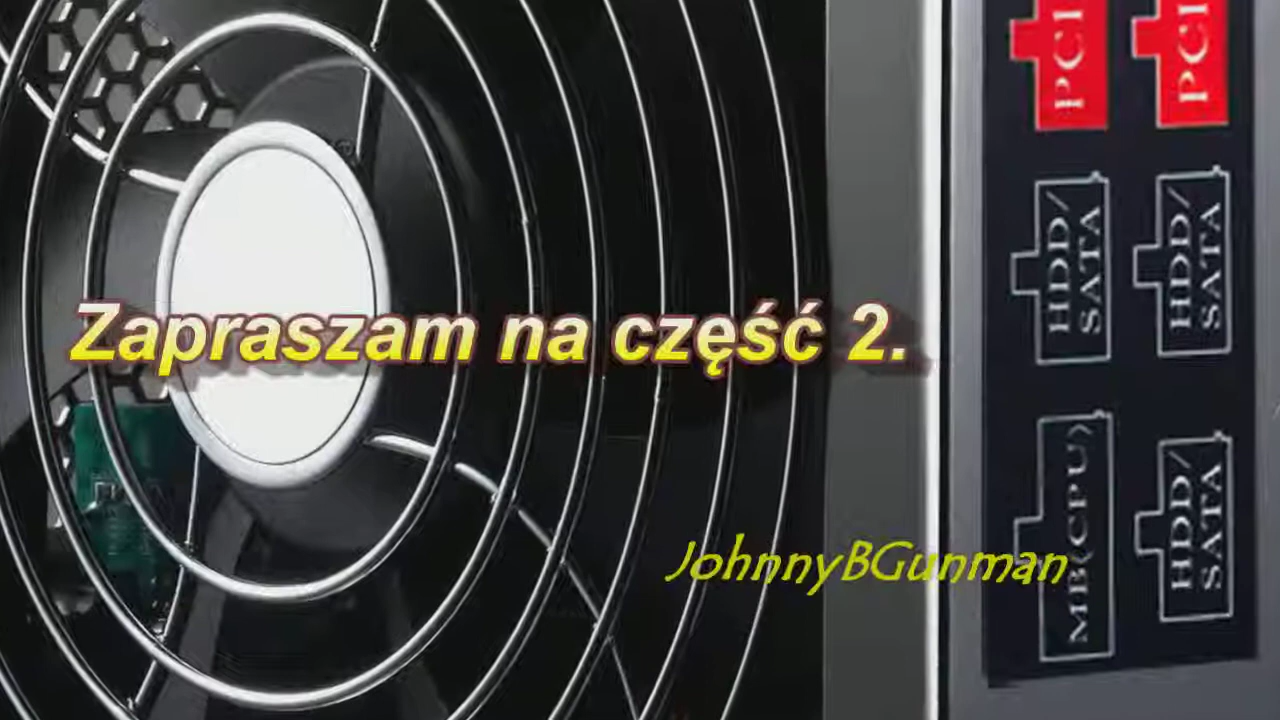 PCI
PCI
HDD/
SATA
HDD/
SATA
Zapraszam na część 2.
MB(CPU)
HDD/
SATA
JohnnyBGunman